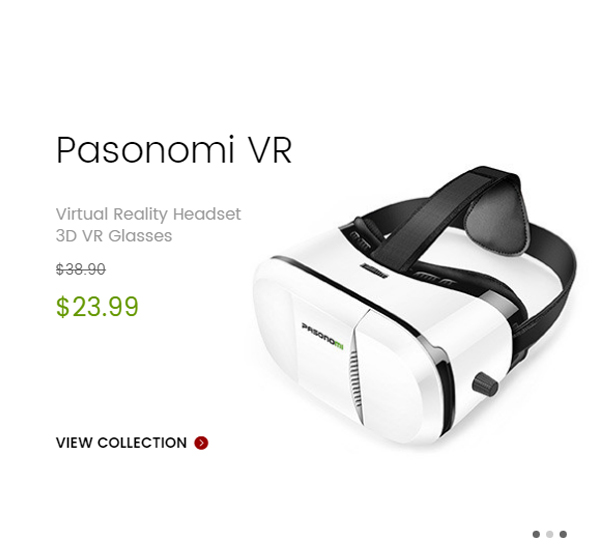 Pasonomi VR
Virtual Reality Headset
3D VR Glasses
$38.90
$23.99
PASONOMI
VIEW COLLECTION